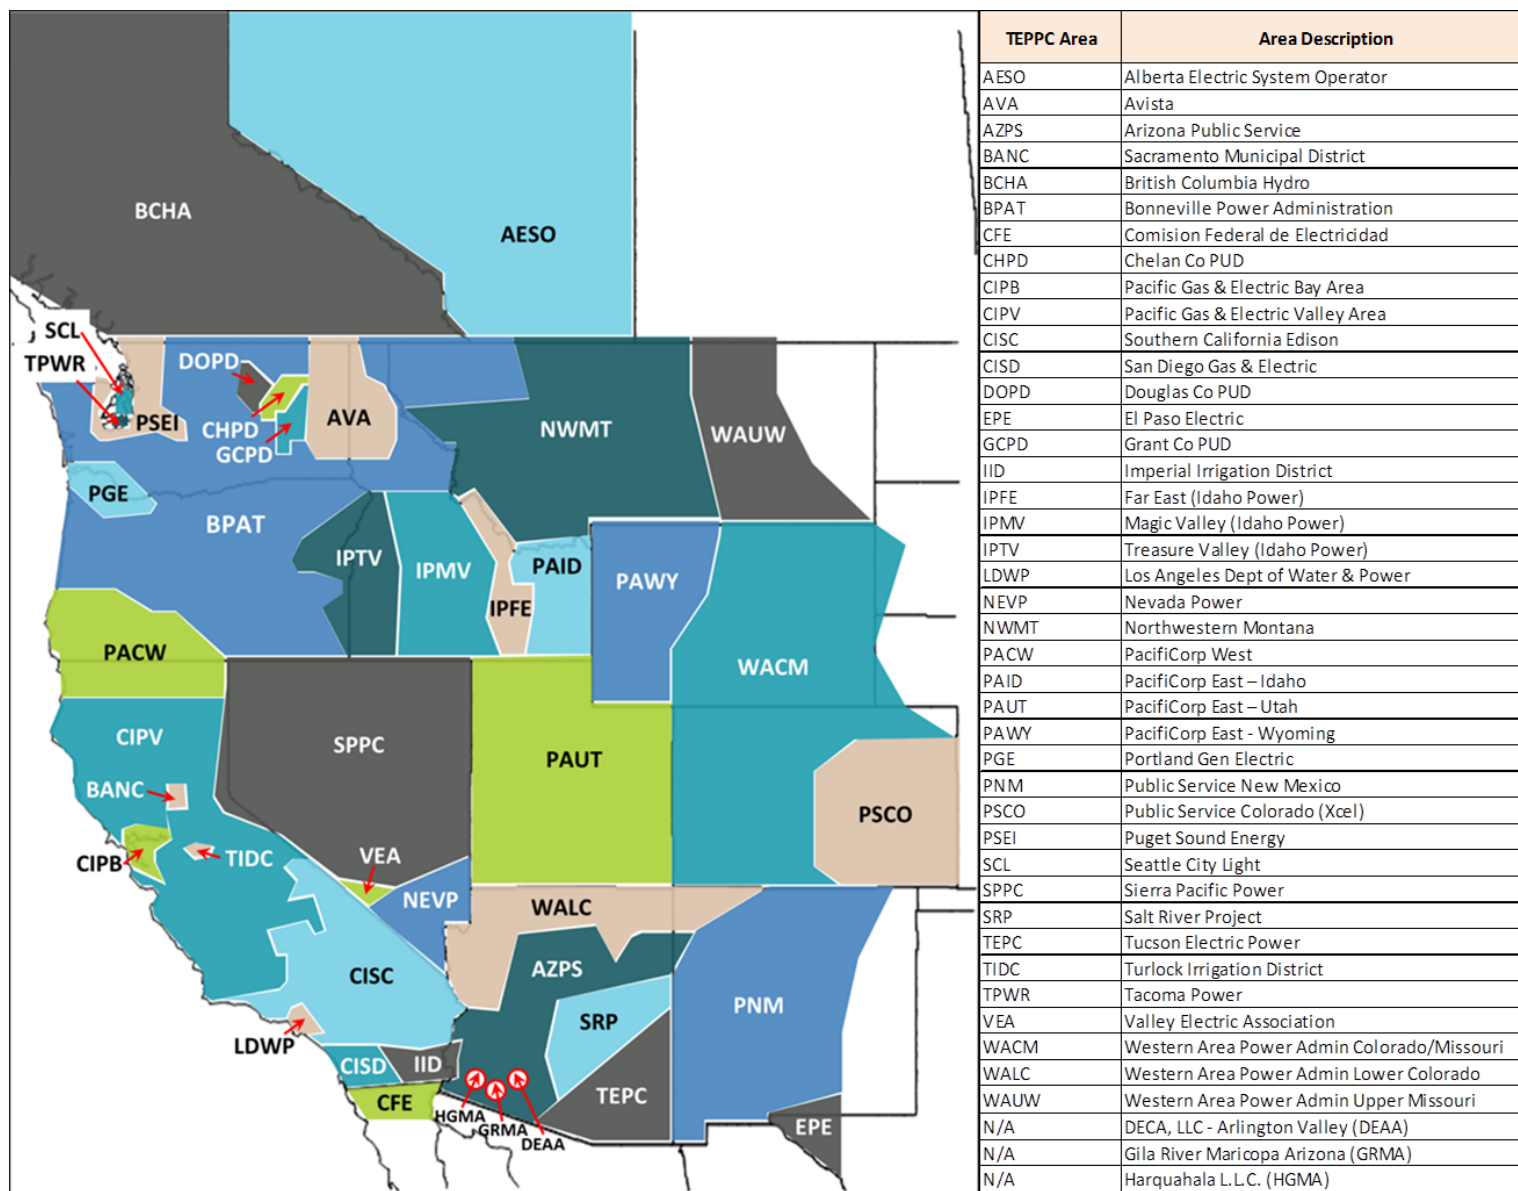 BCHA
AESO
SCL
TPWR
DOPD
PSEI
CHPD
GCPD
AVA
NWMT
WAUW
PGE
BPAT
IPTV
IPMV
PAID
IPFE
PAWY
PACW
WACM
CIPV
SPPC
PAUT
BANC
PSCO
CIPB
TIDC
VEA
NEVP
WALC
CISC
AZPS
PNM
SRP
LDWP
CISD
IID
CFE
TEPC
HGMA
GRMA
DEAA
EPE
TEPPC Area Area Description
AESO Alberta Electric System Operator
AVA Avista
AZPS Arizona Public Service
BANC Sacramento Municipal District
BCHA British Columbia Hydro
BPAT Bonneville Power Administration
CFE Comision Federal de Electricidad
CHPD Chelan Co PUD
CIPB Pacific Gas & Electric Bay Area
CIPV Pacific Gas & Electric Valley Area
CISC Southern California Edison
CISD San Diego Gas & Electric
DOPD Douglas Co PUD
EPE El Paso Electric
GCPD Grant Co PUD
IID Imperial Irrigation District
IPFE Far East (Idaho Power)
IPMV Magic Valley (Idaho Power)
IPTV Treasure Valley (Idaho Power)
LDWP Los Angeles Dept of Water & Power
NEVP Nevada Power
NWMT Northwestern Montana
PACW PacifiCorp West
PAID PacifiCorp East – Idaho
PAUT PacifiCorp East – Utah
PAWY PacifiCorp East - Wyoming
PGE Portland Gen Electric
PNM Public Service New Mexico
PSCO Public Service Colorado (Xcel)
PSEI Puget Sound Energy
SCL Seattle City Light
SPPC Sierra Pacific Power
SRP Salt River Project
TEPC Tucson Electric Power
TIDC Turlock Irrigation District
TPWR Tacoma Power
VEA Valley Electric Association
WACM Western Area Power Admin Colorado/Missouri
WALC Western Area Power Admin Lower Colorado
WAUW Western Area Power Admin Upper Missouri
N/A DECA, LLC - Arlington Valley (DEAA)
N/A Gila River Maricopa Arizona (GRMA)
N/A Harquahala L.L.C. (HGMA)